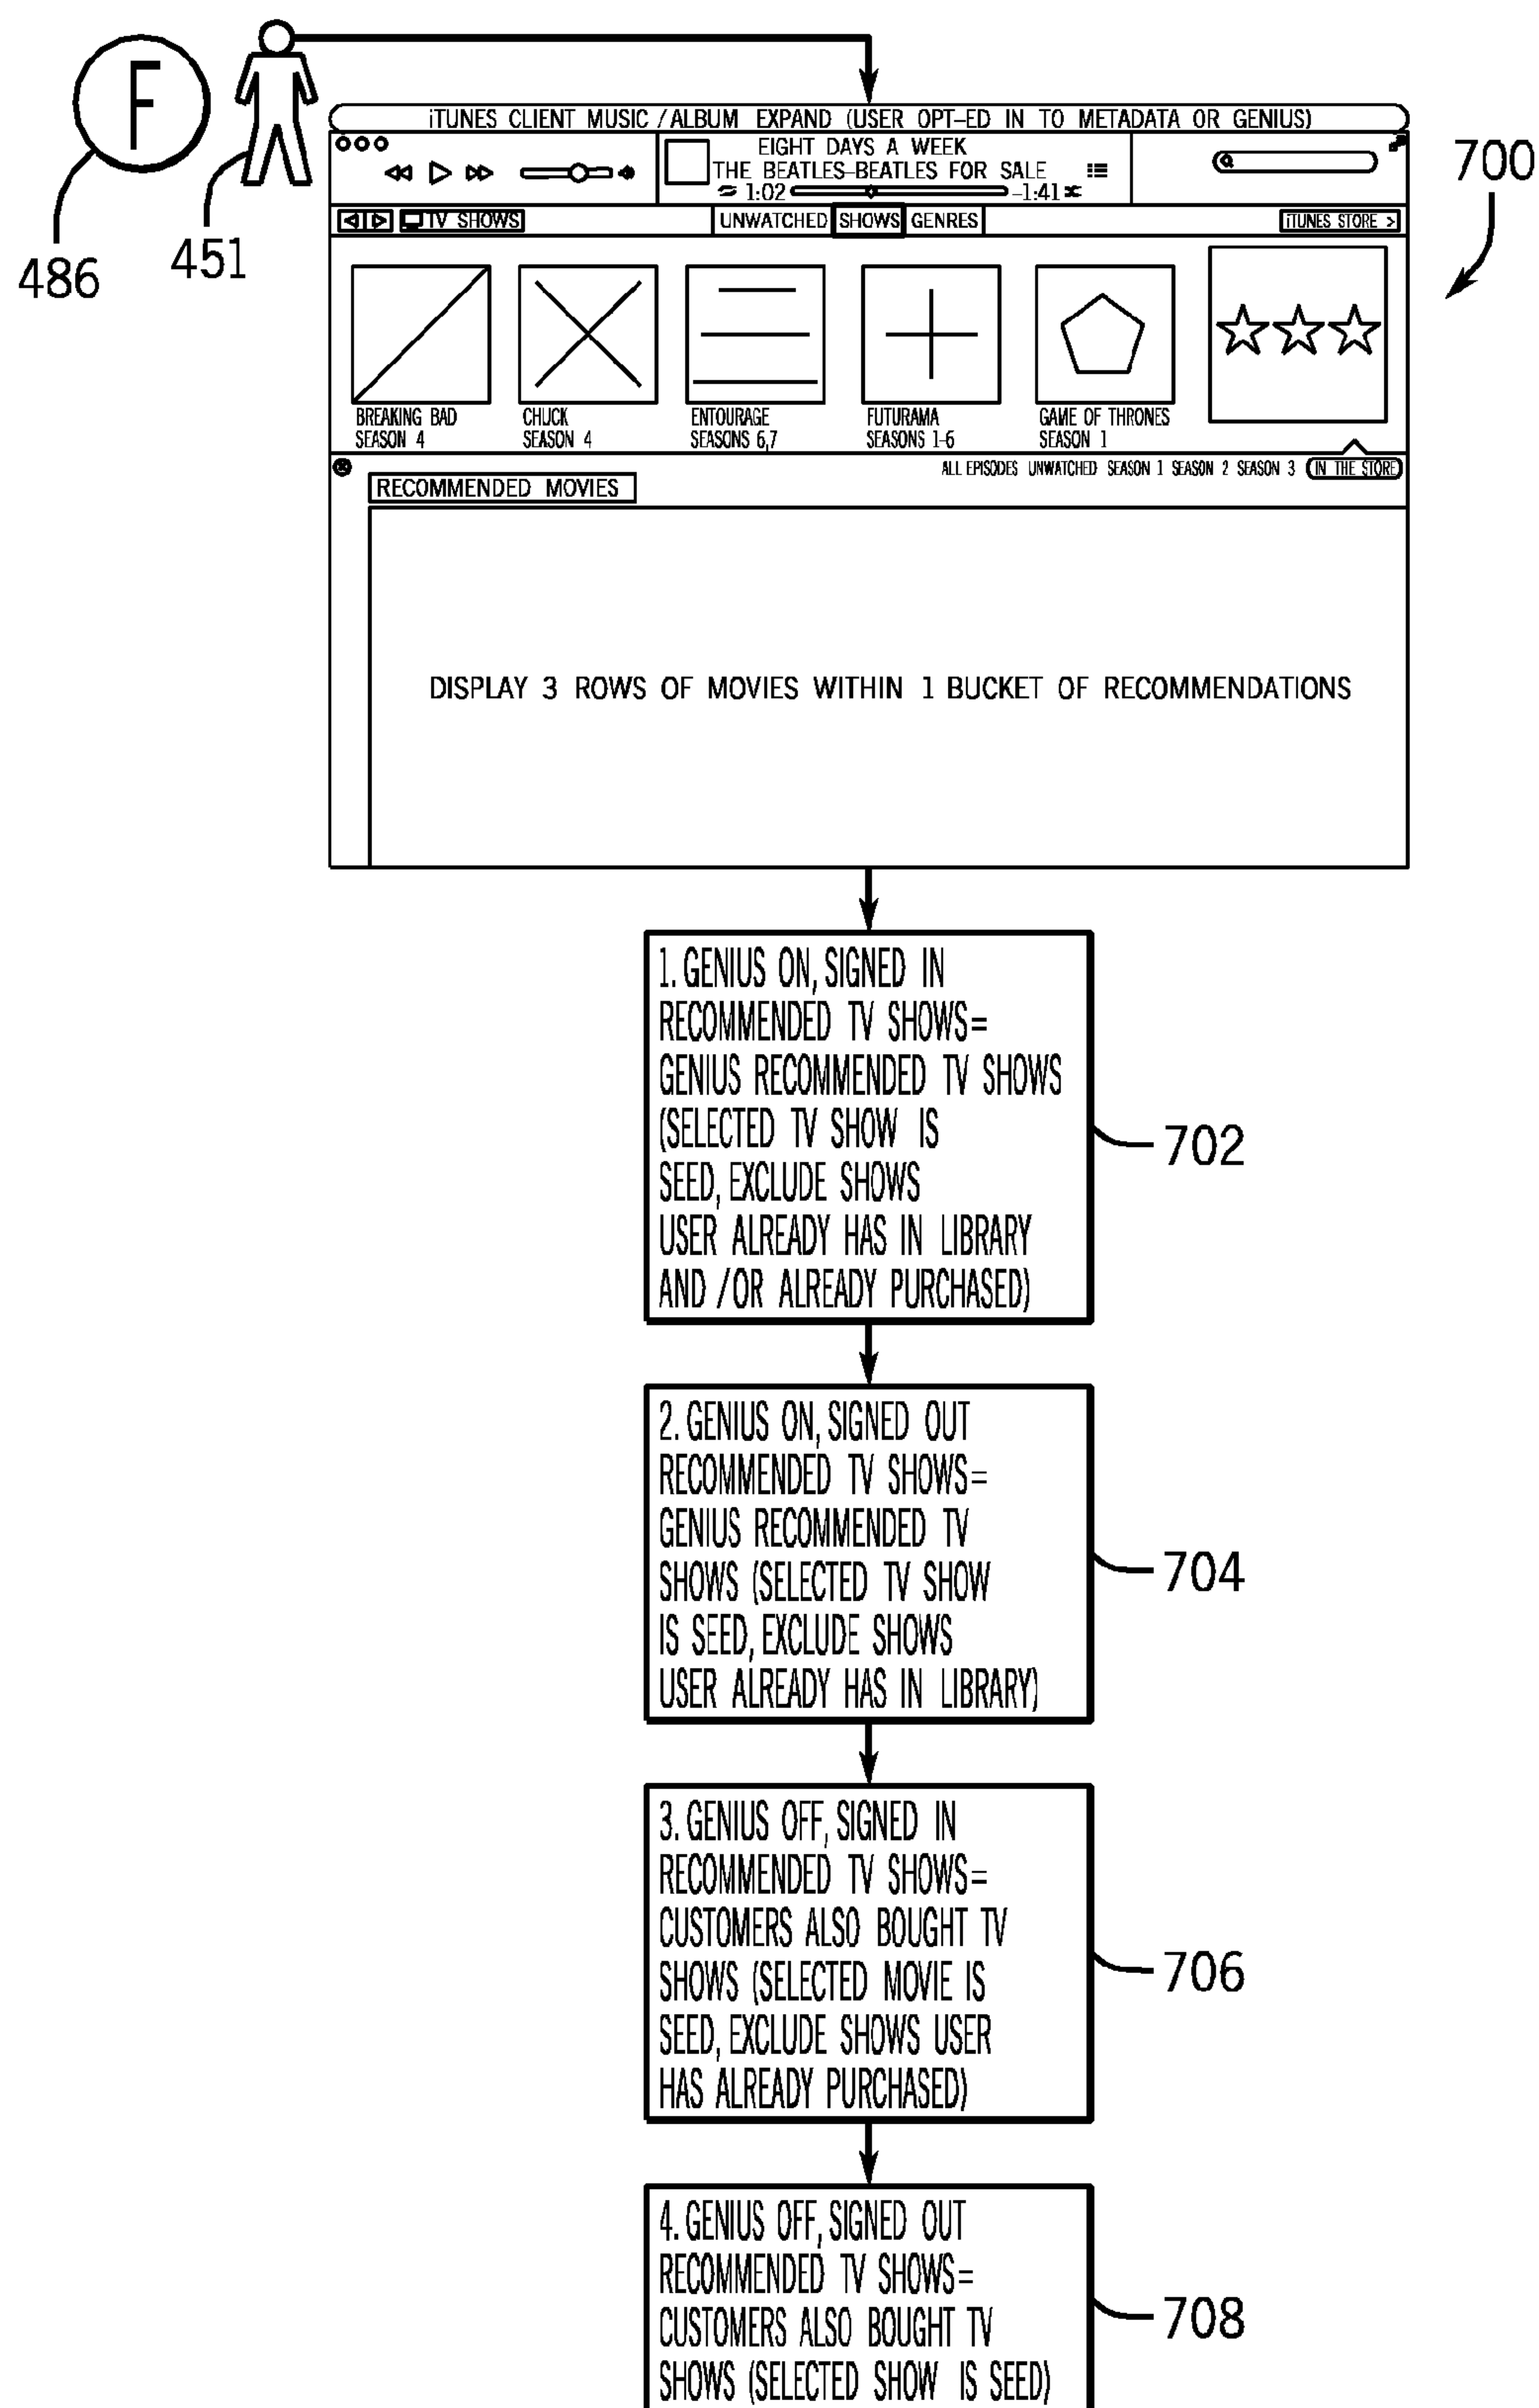 F
486
451
700
iTUNES CLIENT MUSIC /ALBUM EXPAND (USER OPT-ED IN TO METADATA OR GENIUS)
EIGHT DAYS A WEEK
THE BEATLES-BEATLES FOR SALE
1:02 -1:41
TV SHOWS UNWATCHED SHOWS GENRES iTUNES STORE >
BREAKING BAD
SEASON 4
CHUCK
SEASON 4
ENTOURAGE
SEASONS 6,7
FUTURAMA
SEASONS 1-6
GAME OF THRONES
SEASON 1
ALL EPISODES UNWATCHED SEASON 1 SEASON 2 SEASON 3 IN THE STORE
RECOMMENDED MOVIES
DISPLAY 3 ROWS OF MOVIES WITHIN 1 BUCKET OF RECOMMENDATIONS
1. GENIUS ON, SIGNED IN
RECOMMENDED TV SHOWS=
GENIUS RECOMMENDED TV SHOWS
(SELECTED TV SHOW IS
SEED, EXCLUDE SHOWS
USER ALREADY HAS IN LIBRARY
AND /OR ALREADY PURCHASED)
702
2. GENIUS ON, SIGNED OUT
RECOMMENDED TV SHOWS=
GENIUS RECOMMENDED TV
SHOWS (SELECTED TV SHOW
IS SEED, EXCLUDE SHOWS
USER ALREADY HAS IN LIBRARY)
704
3. GENIUS OFF, SIGNED IN
RECOMMENDED TV SHOWS=
CUSTOMERS ALSO BOUGHT TV
SHOWS (SELECTED MOVIE IS
SEED, EXCLUDE SHOWS USER
HAS ALREADY PURCHASED)
706
4. GENIUS OFF, SIGNED OUT
RECOMMENDED TV SHOWS=
CUSTOMERS ALSO BOUGHT TV
SHOWS (SELECTED SHOW IS SEED)
708